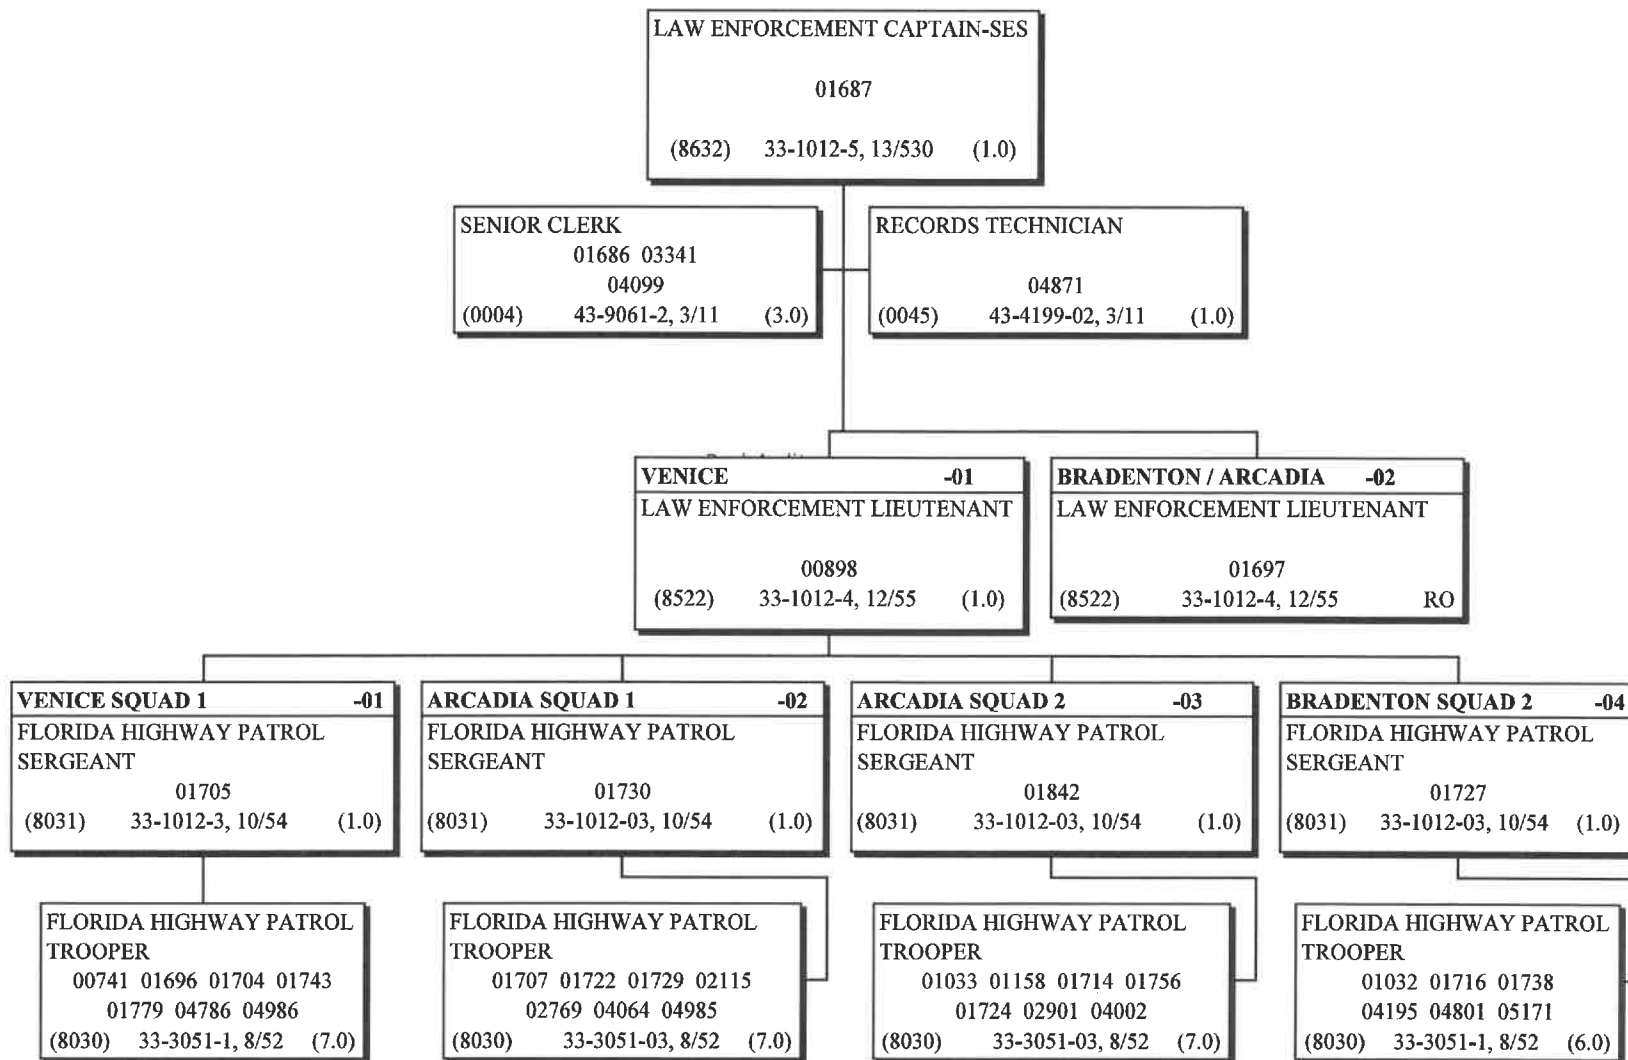 LAW ENFORCEMENT CAPTAIN-SES
01687
(8632) 33-1012-5, 13/530 (1.0)
SENIOR CLERK
01686 03341
04099
(0004) 43-9061-2, 3/11 (3.0)
RECORDS TECHNICIAN
04871
(0045) 43-4199-02, 3/11 (1.0)
VENICE -01
LAW ENFORCEMENT LIEUTENANT
00898
(8522) 33-1012-4, 12/55 (1.0)
BRADENTON / ARCADIA -02
LAW ENFORCEMENT LIEUTENANT
01697
(8522) 33-1012-4, 12/55 RO
VENICE SQUAD 1 -01
FLORIDA HIGHWAY PATROL
SERGEANT
01705
(8031) 33-1012-3, 10/54 (1.0)
ARCADIA SQUAD 1 -02
FLORIDA HIGHWAY PATROL
SERGEANT
01730
(8031) 33-1012-03, 10/54 (1.0)
ARCADIA SQUAD 2 -03
FLORIDA HIGHWAY PATROL
SERGEANT
01842
(8031) 33-1012-03, 10/54 (1.0)
BRADENTON SQUAD 2 -04
FLORIDA HIGHWAY PATROL
SERGEANT
01727
(8031) 33-1012-03, 10/54 (1.0)
FLORIDA HIGHWAY PATROL
TROOPER
00741 01696 01704 01743
01779 04786 04986
(8030) 33-3051-1, 8/52 (7.0)
FLORIDA HIGHWAY PATROL
TROOPER
01707 01722 01729 02115
02769 04064 04985
(8030) 33-3051-03, 8/52 (7.0)
FLORIDA HIGHWAY PATROL
TROOPER
01033 01158 01714 01756
01724 02901 04002
(8030) 33-3051-03, 8/52 (7.0)
FLORIDA HIGHWAY PATROL
TROOPER
01032 01716 01738
04195 04801 05171
(8030) 33-3051-1, 8/52 (6.0)